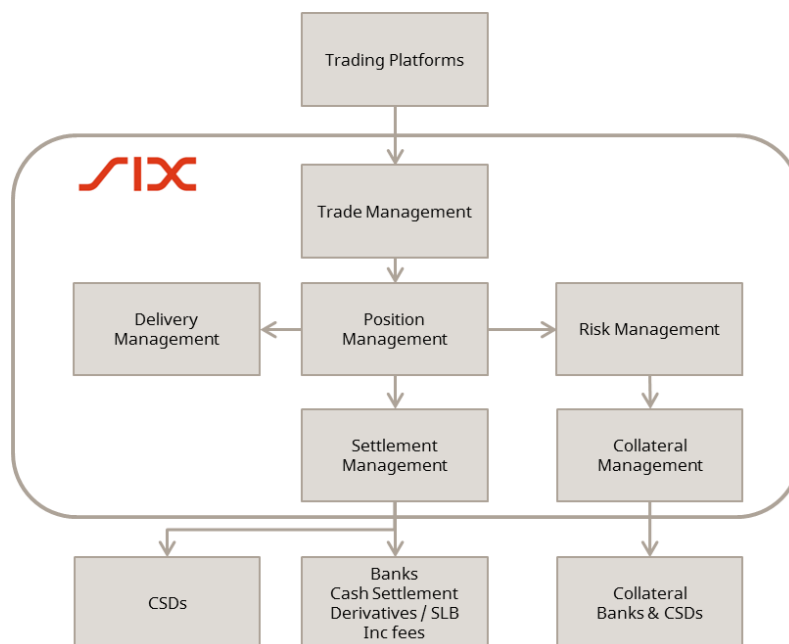 Trading Platforms
SIX
Trade Management
Delivery
Management
Position
Management
Risk Management
Settlement
Management
Collateral
Management
CSDs
Banks
Cash Settlement
Derivatives / SLB
Inc fees
Collateral
Banks & CSDs